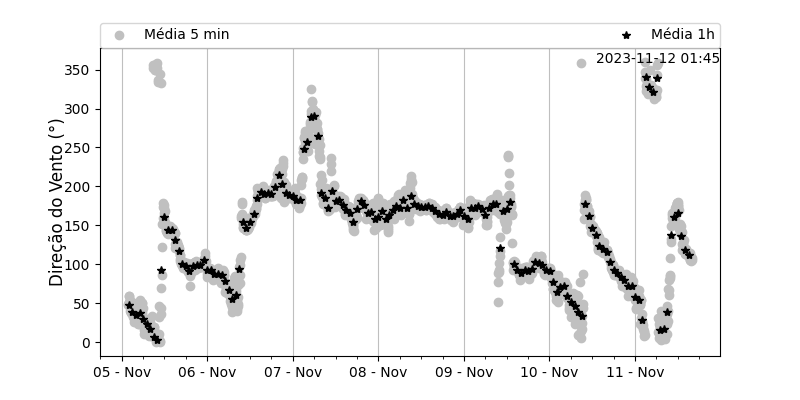 Média 5 min
Média 1h
2023-11-12 01:45
Direção do Vento (°)
350
300
250
200
150
100
50
0
05 - Nov
06 - Nov
07 - Nov
08 - Nov
09 - Nov
10 - Nov
11 - Nov